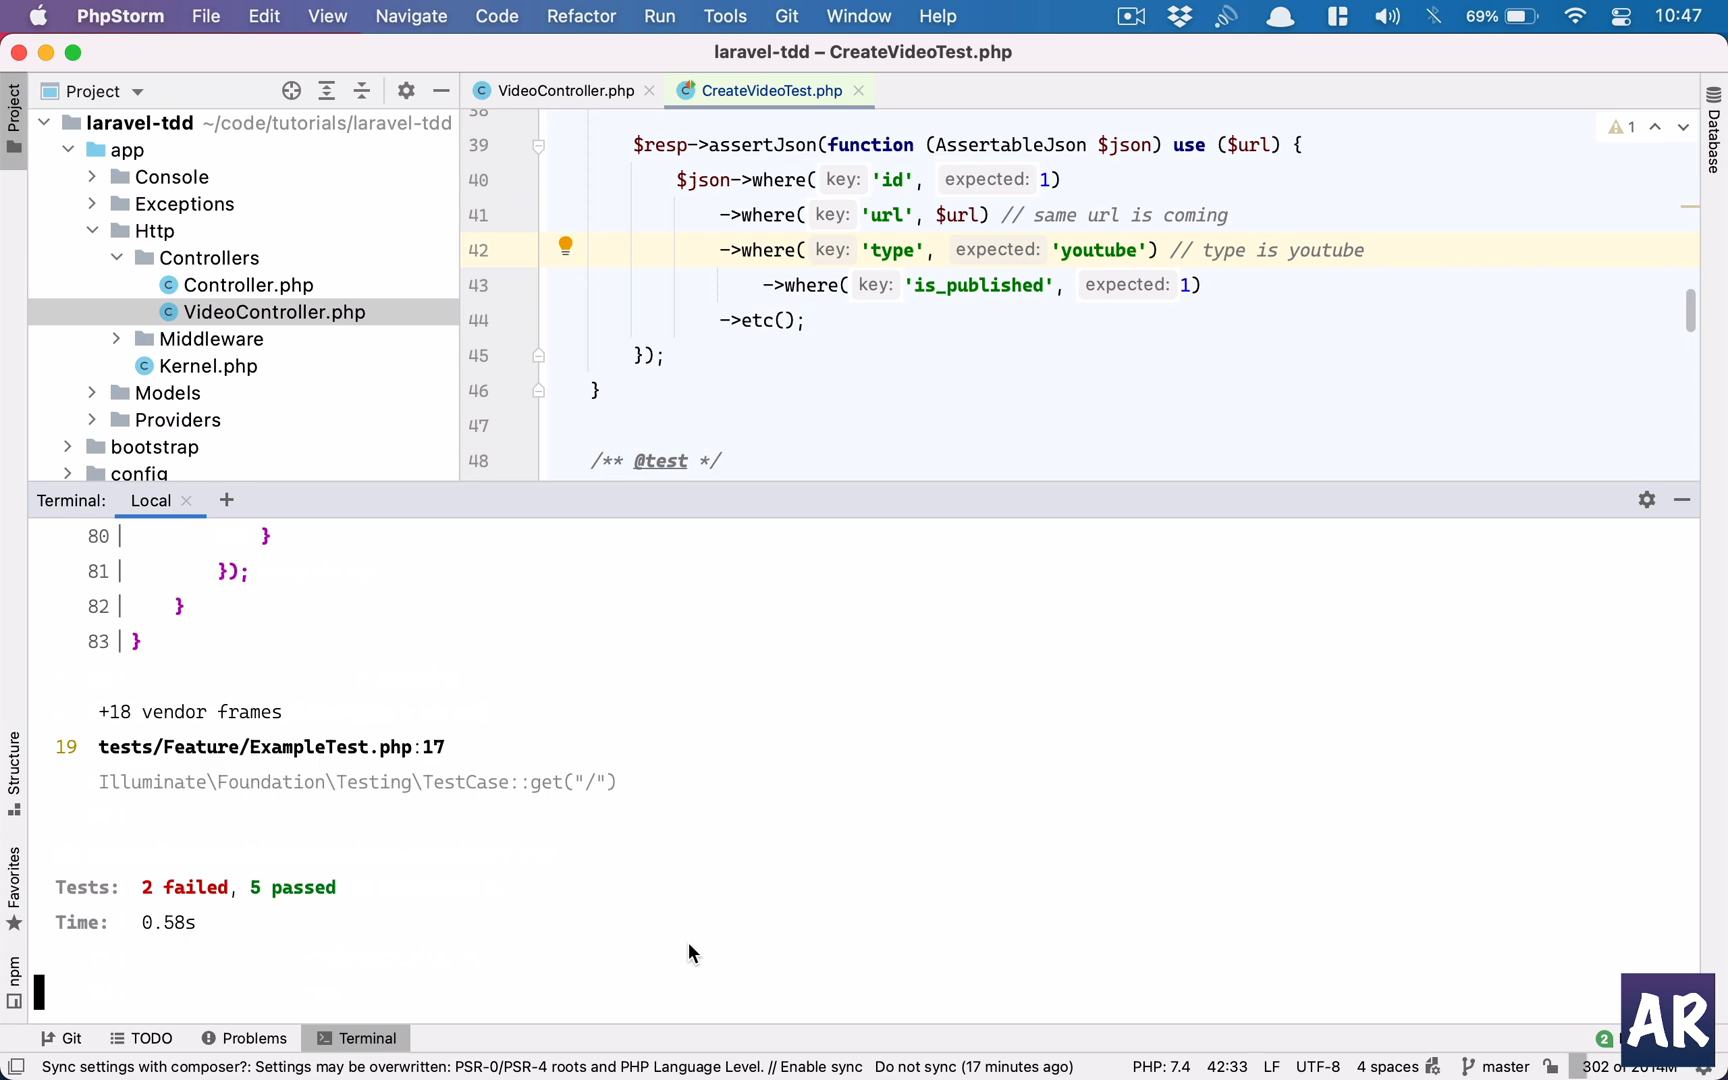 PhpStorm File Edit View Navigate Code Refactor Run Tools Git Window Help 69% 10:47
laravel-tdd – CreateVideoTest.php
Project
Project
VideoController.php
CreateVideoTest.php
Database
laravel-tdd ~/code/tutorials/laravel-tdd
app
Console
Exceptions
Http
Controllers
Controller.php
VideoController.php
Middleware
Kernel.php
Models
Providers
bootstrap
config
1
38
39 $resp->assertJson(function (AssertableJson $json) use ($url) {
40 $json->where( key: 'id', expected: 1)
41 ->where( key: 'url', $url) // same url is coming
42 ->where( key: 'type', expected: 'youtube') // type is youtube
43 ->where( key: 'is_published', expected: 1)
44 ->etc();
45 });
46 }
47
48 /** @test */
Terminal: Local
80| }
81| });
82| }
83|}
+18 vendor frames
19 tests/Feature/ExampleTest.php:17
Illuminate\Foundation\Testing\TestCase::get("/")
Tests: 2 failed, 5 passed
Time: 0.58s
Structure
Favorites
npm
AR
Git TODO Problems Terminal 2
Sync settings with composer?: Settings may be overwritten: PSR-0/PSR-4 roots and PHP Language Level. // Enable sync Do not sync (17 minutes ago) PHP: 7.4 42:33 LF UTF-8 4 spaces master 302 of 2014M